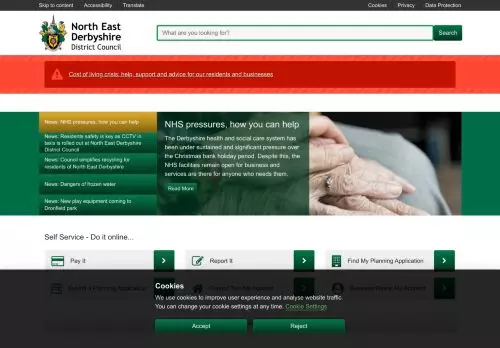 Skip to content Accessibility Translate Cookies Privacy Data Protection
North East
Derbyshire
District Council
What are you looking for?
Search
Cost of living crisis: help, support and advice for our residents and businesses
News: NHS pressures, how you can help
News: Residents safety is key as CCTV in
taxis is rolled out at North East Derbyshire
District Council
News: Council simplifies recycling for
residents of North East Derbyshire
News: Dangers of frozen water
News: New play equipment coming to
Dronfield park
NHS pressures, how you can help
The Derbyshire health and social care system has
been under sustained and significant pressure over
the Christmas bank holiday period. Despite this, the
NHS facilities remain open for business and
services are there for anyone who needs them.
Read More
Self Service - Do it online...
Pay It
Report It
Find My Planning Application
Cookies
We use cookies to improve user experience and analyse website traffic.
You can change your cookie settings at any time. Cookie Settings
Accept
Reject